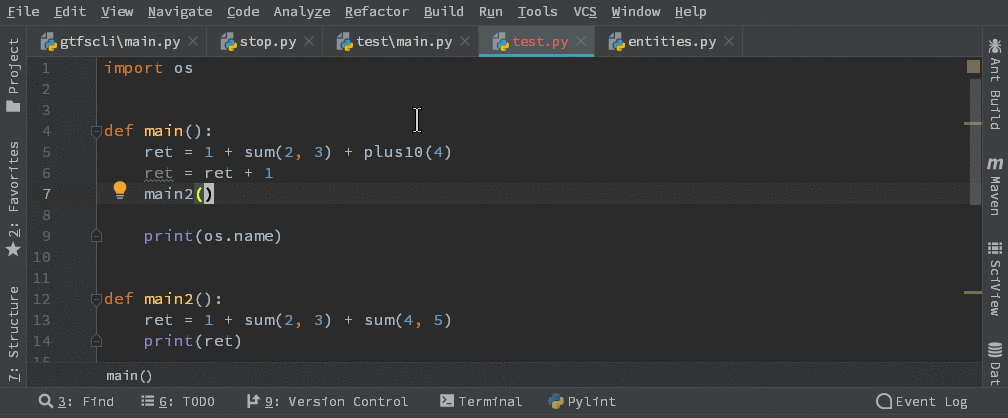 File Edit View Navigate Code Analyze Refactor Build Run Tools VCS Window Help
gtfscli\main.py stop.py test\main.py test.py entities.py
Project
2: Favorites
7: Structure
1 import os
2
3
4 def main():
5 ret = 1 + sum(2, 3) + plus10(4)
6 ret = ret + 1
7 main2()
8
9 print(os.name)
10
11
12 def main2():
13 ret = 1 + sum(2, 3) + sum(4, 5)
14 print(ret)
main()
Ant Build
m Maven
SciView
Dat
3: Find 6: TODO 9: Version Control Terminal Pylint Event Log